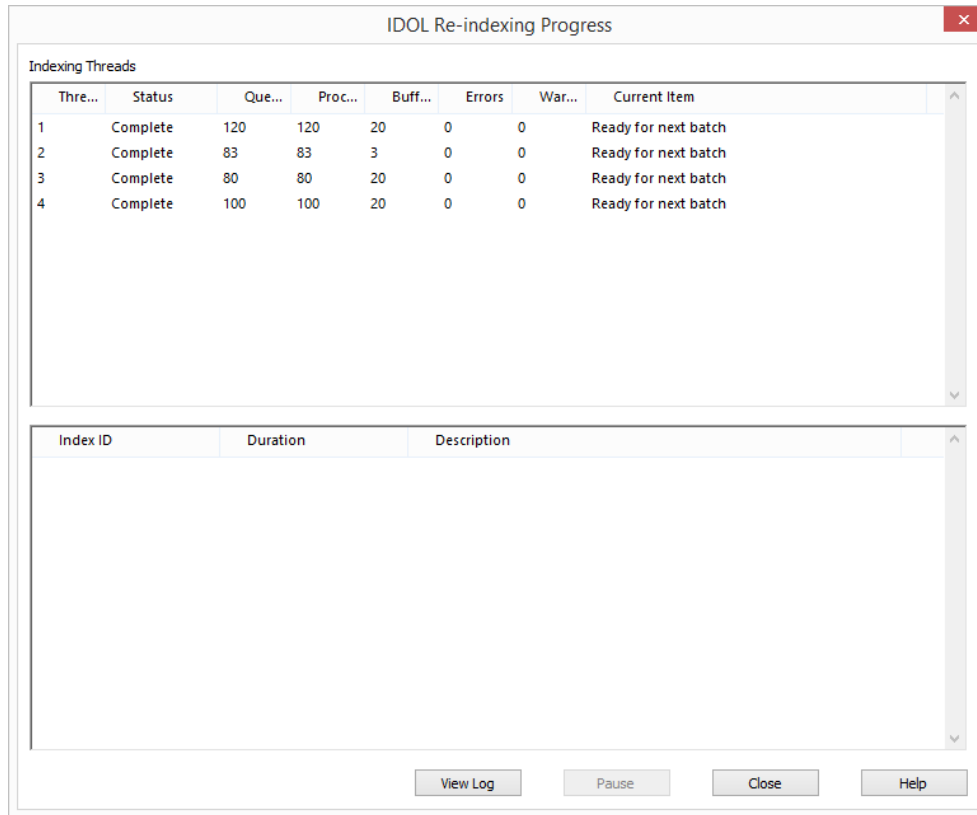 IDOL Re-indexing Progress
Indexing Threads
Thre... Status Que... Proc... Buff... Errors War... Current Item
1 Complete 120 120 20 0 0 Ready for next batch
2 Complete 83 83 3 0 0 Ready for next batch
3 Complete 80 80 20 0 0 Ready for next batch
4 Complete 100 100 20 0 0 Ready for next batch
Index ID Duration Description
View Log Pause Close Help